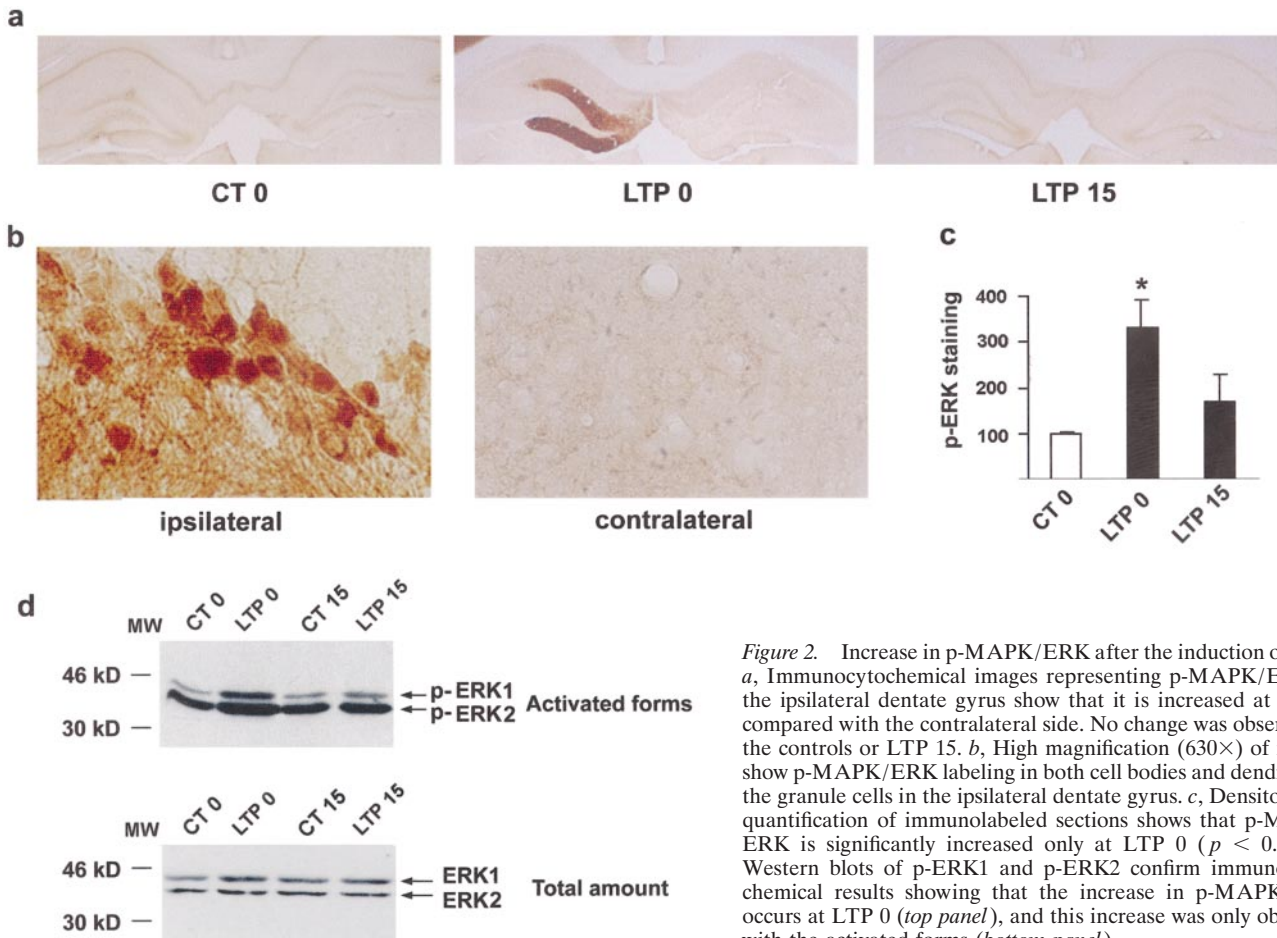 a
CT 0
LTP 0
LTP 15
b
ipsilateral
contralateral
c
p-ERK staining
400
300
200
100
*
CT 0
LTP 0
LTP 15
d
MW
CT 0
LTP 0
CT 15
LTP 15
46 kD
30 kD
p-ERK1
p-ERK2
Activated forms
MW
CT 0
LTP 0
CT 15
LTP 15
46 kD
30 kD
ERK1
ERK2
Total amount
Figure 2. Increase in p-MAPK/ERK after the induction o
a, Immunocytochemical images representing p-MAPK/E
the ipsilateral dentate gyrus show that it is increased at
compared with the contralateral side. No change was obser
the controls or LTP 15. b, High magnification (630×) of
show p-MAPK/ERK labeling in both cell bodies and dendri
the granule cells in the ipsilateral dentate gyrus. c, Densito
quantification of immunolabeled sections shows that p-M
ERK is significantly increased only at LTP 0 (p < 0.
Western blots of p-ERK1 and p-ERK2 confirm immuno
chemical results showing that the increase in p-MAPK
occurs at LTP 0 (top panel), and this increase was only ob